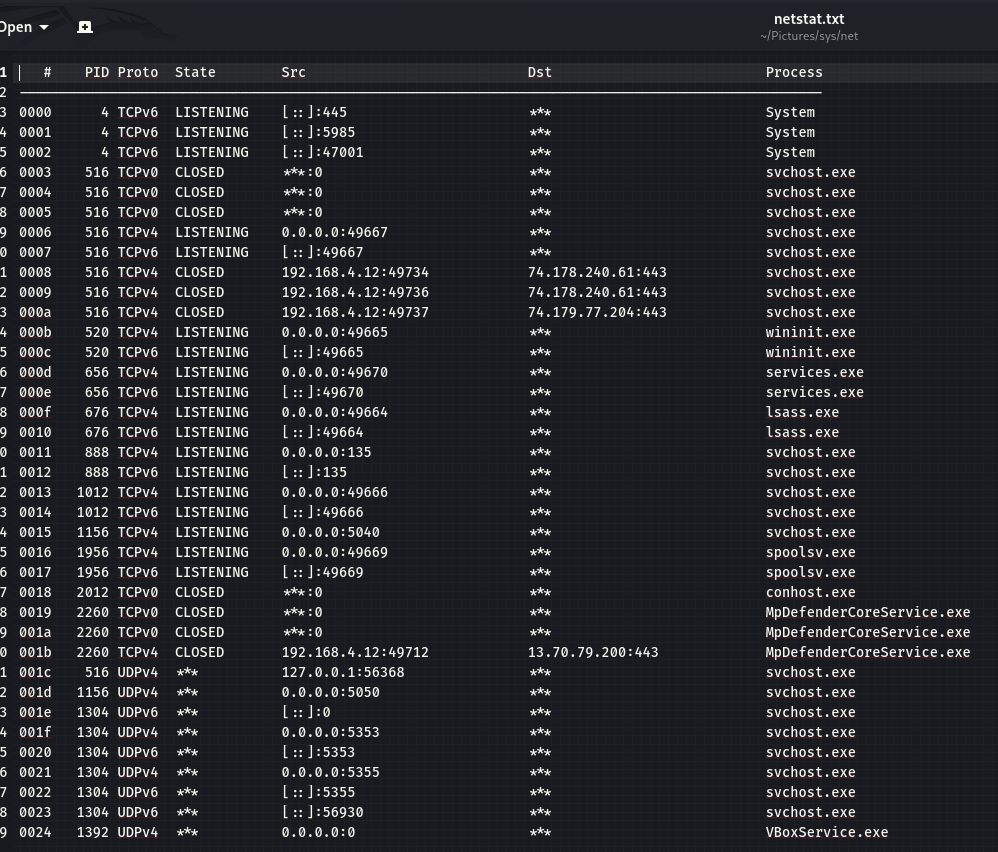 Open
netstat.txt
~/Pictures/sys/net
1 # PID Proto State Src Dst Process
2 ────────────────────────────────────────
3 0000 4 TCPv6 LISTENING [::]:445 *** System
4 0001 4 TCPv6 LISTENING [::]:5985 *** System
5 0002 4 TCPv6 LISTENING [::]:47001 *** System
6 0003 516 TCPv0 CLOSED ***:0 *** svchost.exe
7 0004 516 TCPv0 CLOSED ***:0 *** svchost.exe
8 0005 516 TCPv0 CLOSED ***:0 *** svchost.exe
9 0006 516 TCPv4 LISTENING 0.0.0.0:49667 *** svchost.exe
0 0007 516 TCPv6 LISTENING [::]:49667 *** svchost.exe
1 0008 516 TCPv4 CLOSED 192.168.4.12:49734 74.178.240.61:443 svchost.exe
2 0009 516 TCPv4 CLOSED 192.168.4.12:49736 74.178.240.61:443 svchost.exe
3 000a 516 TCPv4 CLOSED 192.168.4.12:49737 74.179.77.204:443 svchost.exe
4 000b 520 TCPv4 LISTENING 0.0.0.0:49665 *** wininit.exe
5 000c 520 TCPv6 LISTENING [::]:49665 *** wininit.exe
6 000d 656 TCPv4 LISTENING 0.0.0.0:49670 *** services.exe
7 000e 656 TCPv6 LISTENING [::]:49670 *** services.exe
8 000f 676 TCPv4 LISTENING 0.0.0.0:49664 *** lsass.exe
9 0010 676 TCPv6 LISTENING [::]:49664 *** lsass.exe
0 0011 888 TCPv4 LISTENING 0.0.0.0:135 *** svchost.exe
1 0012 888 TCPv6 LISTENING [::]:135 *** svchost.exe
2 0013 1012 TCPv4 LISTENING 0.0.0.0:49666 *** svchost.exe
3 0014 1012 TCPv6 LISTENING [::]:49666 *** svchost.exe
4 0015 1156 TCPv4 LISTENING 0.0.0.0:5040 *** svchost.exe
5 0016 1956 TCPv4 LISTENING 0.0.0.0:49669 *** spoolsv.exe
6 0017 1956 TCPv6 LISTENING [::]:49669 *** spoolsv.exe
7 0018 2012 TCPv0 CLOSED ***:0 *** conhost.exe
8 0019 2260 TCPv0 CLOSED ***:0 *** MpDefenderCoreService.exe
9 001a 2260 TCPv0 CLOSED ***:0 *** MpDefenderCoreService.exe
0 001b 2260 TCPv4 CLOSED 192.168.4.12:49712 13.70.79.200:443 MpDefenderCoreService.exe
1 001c 516 UDPv4 *** 127.0.0.1:56368 *** svchost.exe
2 001d 1156 UDPv4 *** 0.0.0.0:5050 *** svchost.exe
3 001e 1304 UDPv6 *** [::]:0 *** svchost.exe
4 001f 1304 UDPv4 *** 0.0.0.0:5353 *** svchost.exe
5 0020 1304 UDPv6 *** [::]:5353 *** svchost.exe
6 0021 1304 UDPv4 *** 0.0.0.0:5355 *** svchost.exe
7 0022 1304 UDPv6 *** [::]:5355 *** svchost.exe
8 0023 1304 UDPv6 *** [::]:56930 *** svchost.exe
9 0024 1392 UDPv4 *** 0.0.0.0:0 *** VBoxService.exe